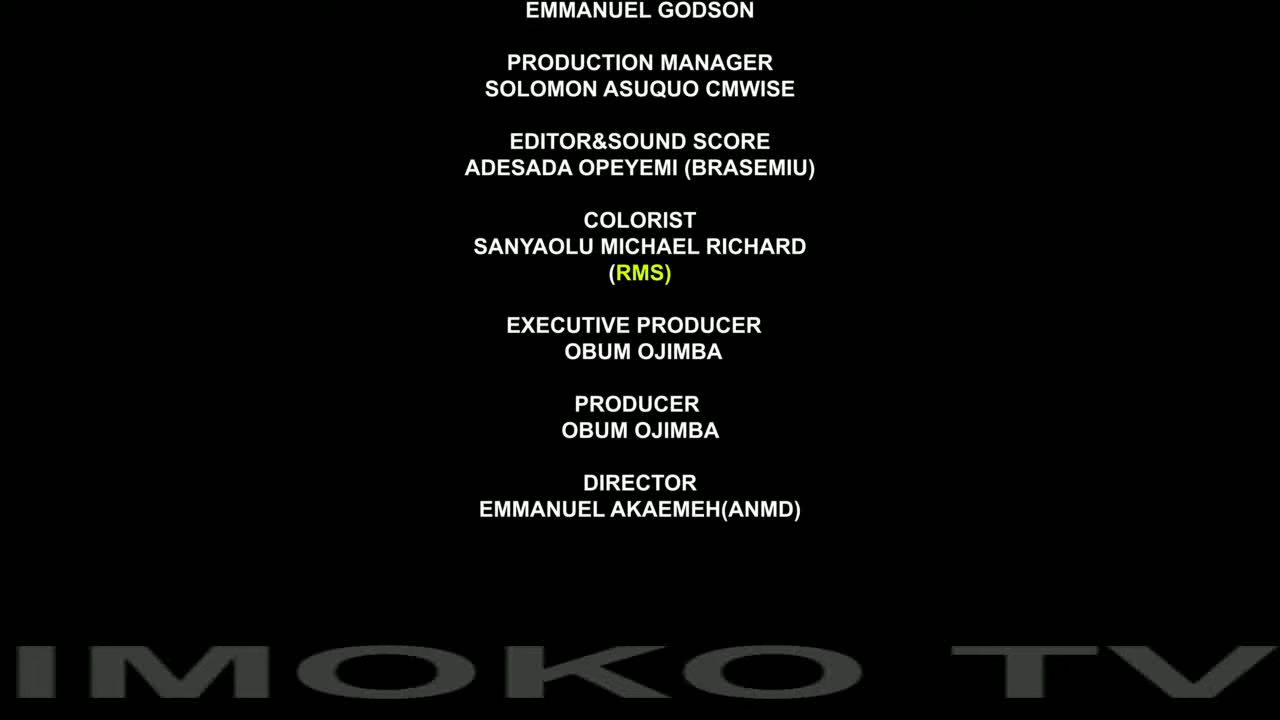 EMMANUEL GODSON
PRODUCTION MANAGER
SOLOMON ASUQUO CMWISE
EDITOR&SOUND SCORE
ADESADA OPEYEMI (BRASEMIU)
COLORIST
SANYAOLU MICHAEL RICHARD
(RMS)
EXECUTIVE PRODUCER
OBUM OJIMBA
PRODUCER
OBUM OJIMBA
DIRECTOR
EMMANUEL AKAEMEH(ANMD)
IMOKO TV